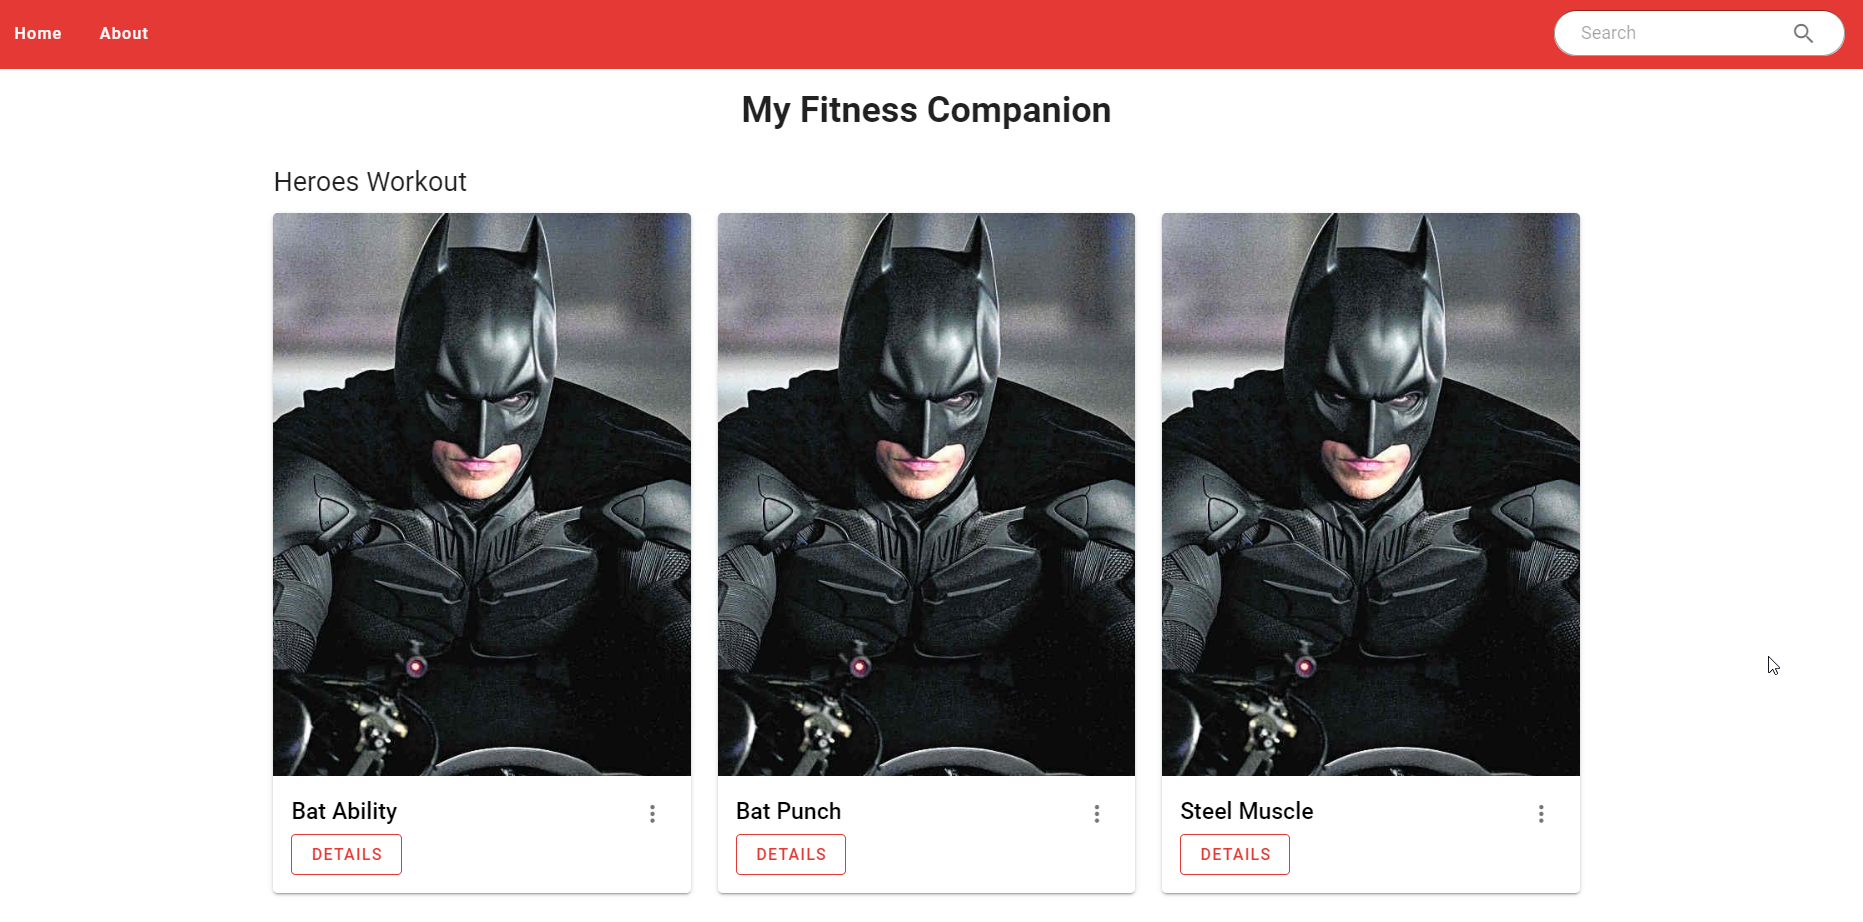 Home About Search
My Fitness Companion
Heroes Workout
Bat Ability Bat Punch Steel Muscle
DETAILS DETAILS DETAILS